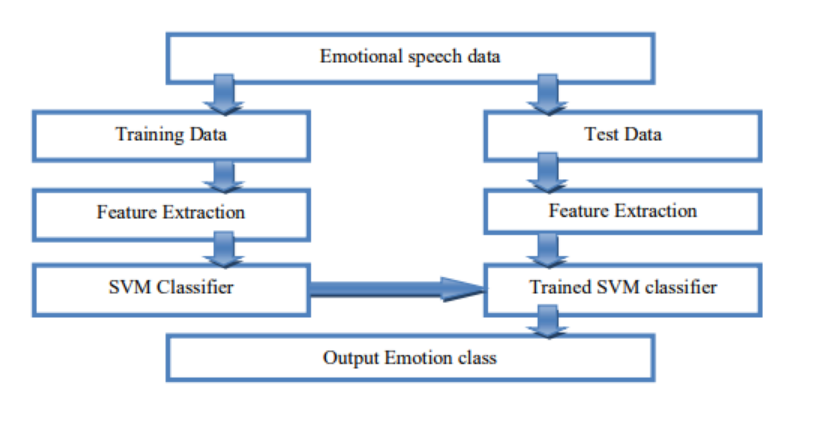 Emotional speech data
Training Data
Test Data
Feature Extraction
Feature Extraction
SVM Classifier
Trained SVM classifier
Output Emotion class